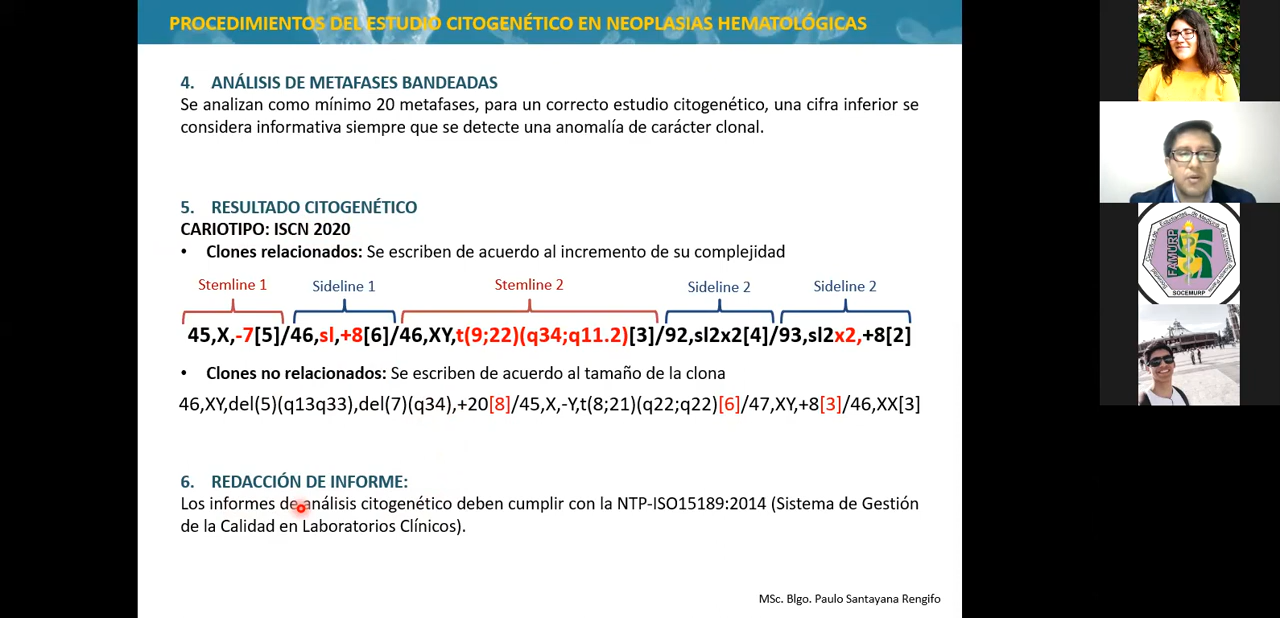 PROCEDIMIENTOS DEL ESTUDIO CITOGENÉTICO EN NEOPLASIAS HEMATOLÓGICAS
4. ANÁLISIS DE METAFASES BANDEADAS
Se analizan como mínimo 20 metafases, para un correcto estudio citogenético, una cifra inferior se
considera informativa siempre que se detecte una anomalía de carácter clonal.
5. RESULTADO CITOGENÉTICO
CARIOTIPO: ISCN 2020
• Clones relacionados: Se escriben de acuerdo al incremento de su complejidad
Stemline 1 Sideline 1 Stemline 2 Sideline 2 Sideline 2
45,X,-7[5]/46,sl,+8[6]/46,XY,t(9;22)(q34;q11.2)[3]/92,sl2x2[4]/93,sl2x2,+8[2]
• Clones no relacionados: Se escriben de acuerdo al tamaño de la clona
46,XY,del(5)(q13q33),del(7)(q34),+20[8]/45,X,-Y,t(8;21)(q22;q22)[6]/47,XY,+8[3]/46,XX[3]
6. REDACCIÓN DE INFORME:
Los informes de análisis citogenético deben cumplir con la NTP-ISO15189:2014 (Sistema de Gestión
de la Calidad en Laboratorios Clínicos).
MSc. Blgo. Paulo Santayana Rengifo
FAMURP
SOCEMURP